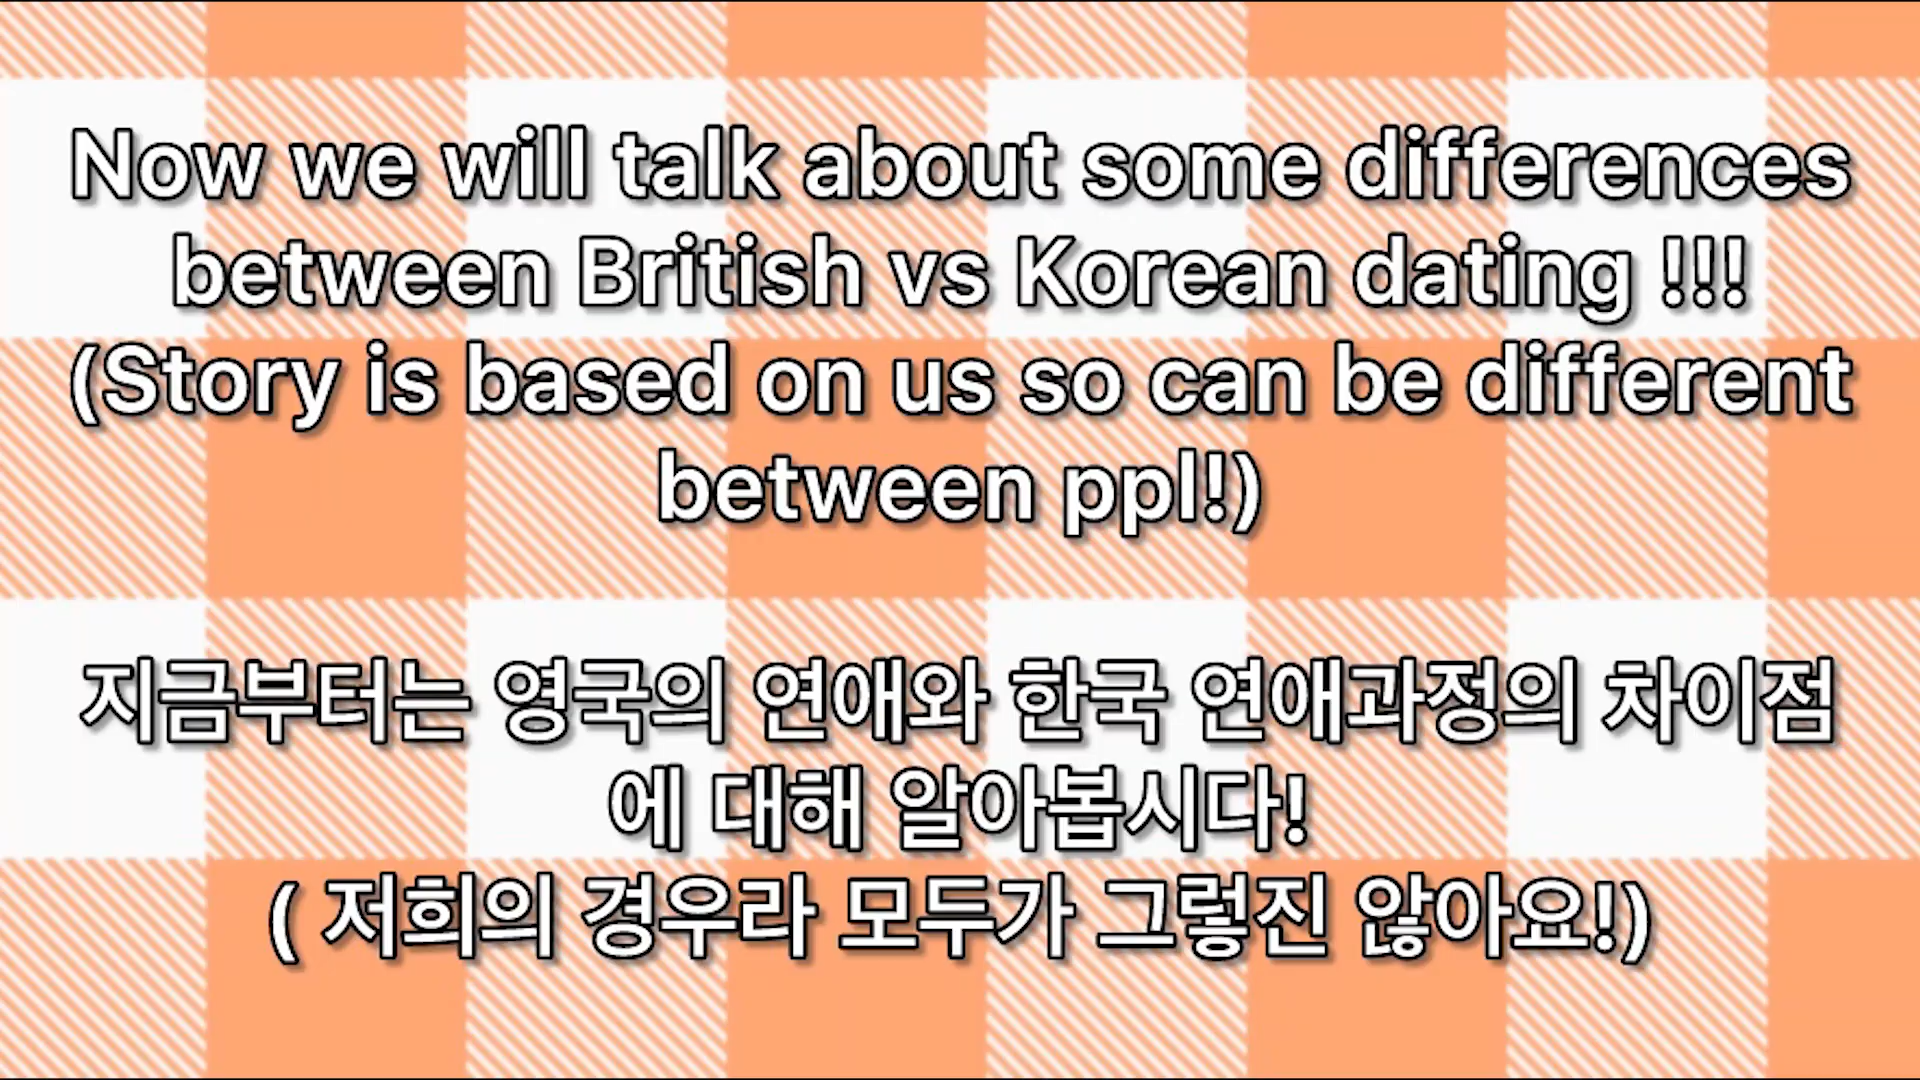 Now we will talk about some differences
between British vs Korean dating !!!
(Story is based on us so can be different
between ppl!)
지금부터는 영국의 연애와 한국 연애과정의 차이점
에 대해 알아봅시다!
( 저희의 경우라 모두가 그렇진 않아요!)